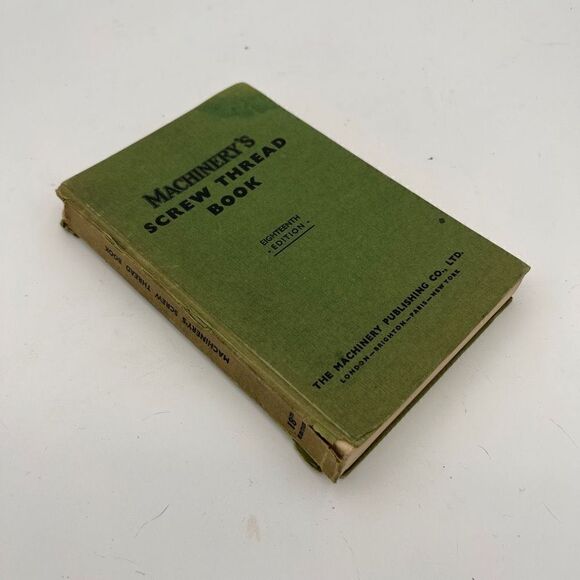 MACHINERY'S
SCREW THREAD
BOOK
EIGHTEENTH
·EDITION·
THE MACHINERY PUBLISHING CO., LTD.
LONDON—BRIGHTON—PARIS—NEW YORK
MACHINERY'S SCREW THREAD BOOK
18TH